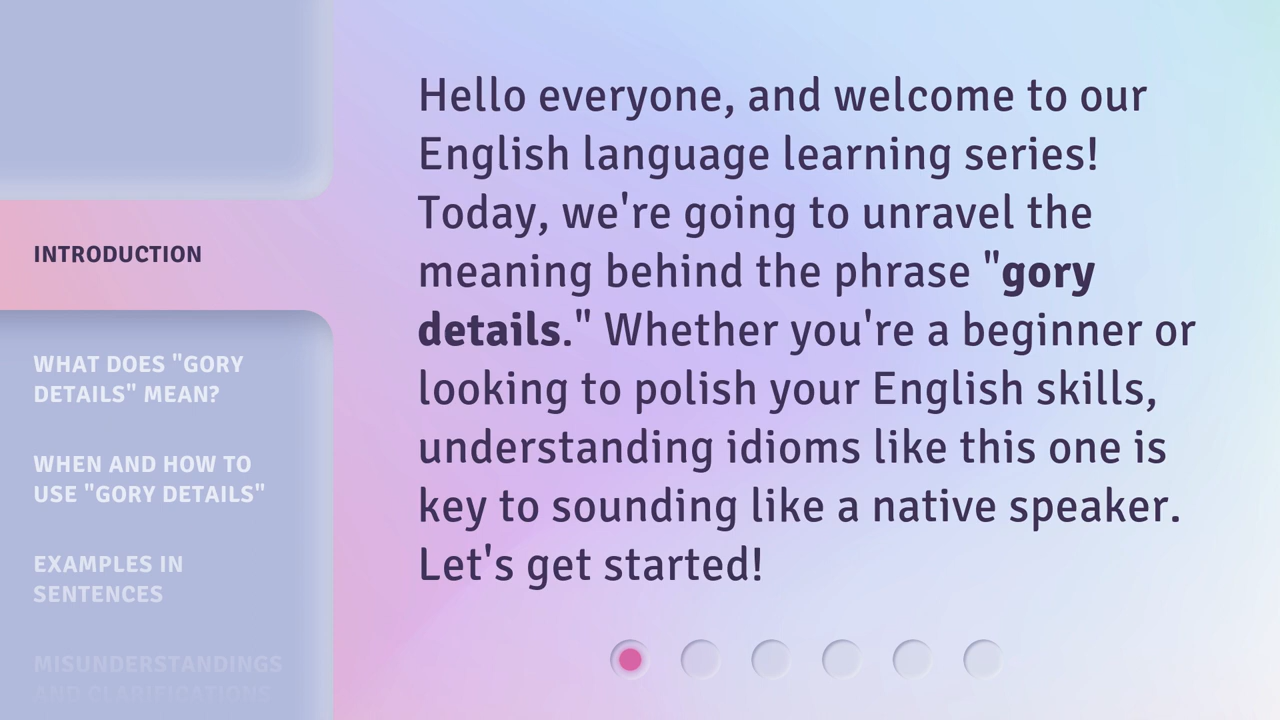 INTRODUCTION
WHAT DOES "GORY
DETAILS" MEAN?
WHEN AND HOW TO
USE "GORY DETAILS"
EXAMPLES IN
SENTENCES
MISUNDERSTANDINGS
AND CLARIFICATIONS
Hello everyone, and welcome to our
English language learning series!
Today, we're going to unravel the
meaning behind the phrase "gory
details." Whether you're a beginner or
looking to polish your English skills,
understanding idioms like this one is
key to sounding like a native speaker.
Let's get started!